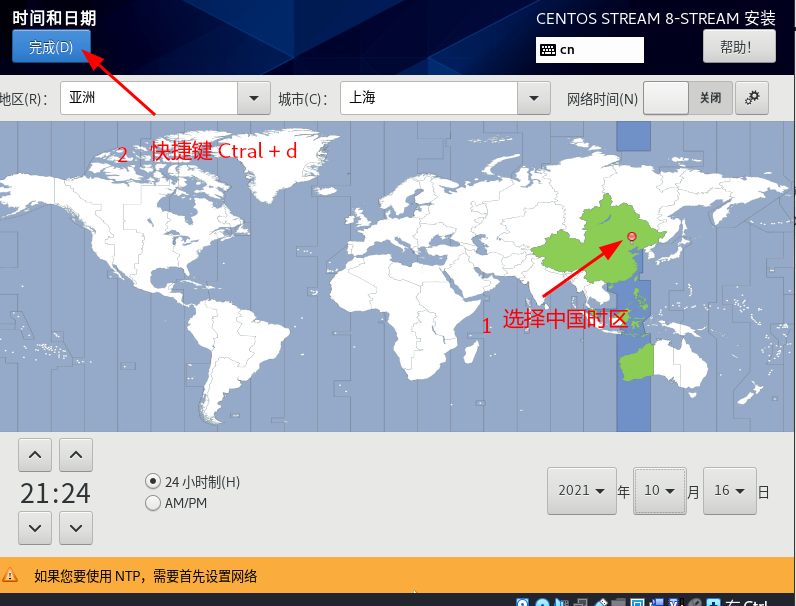 时间和日期
CENTOS STREAM 8-STREAM 安装
完成(D)
cn
帮助!
地区(R):
亚洲
城市(C):
上海
网络时间(N)
关闭
2 快捷键 Ctral + d
1 选择中国时区
21:24
24 小时制(H)
AM/PM
2021 年 10 月 16 日
如果您要使用 NTP，需要首先设置网络
右 Ctrl